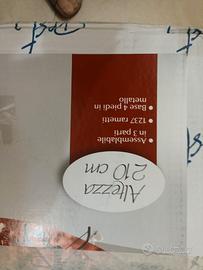 Altezza
210 cm
• Assemblabile
in 3 parti
• 1237 rametti
• Base 4 piedi in
metallo